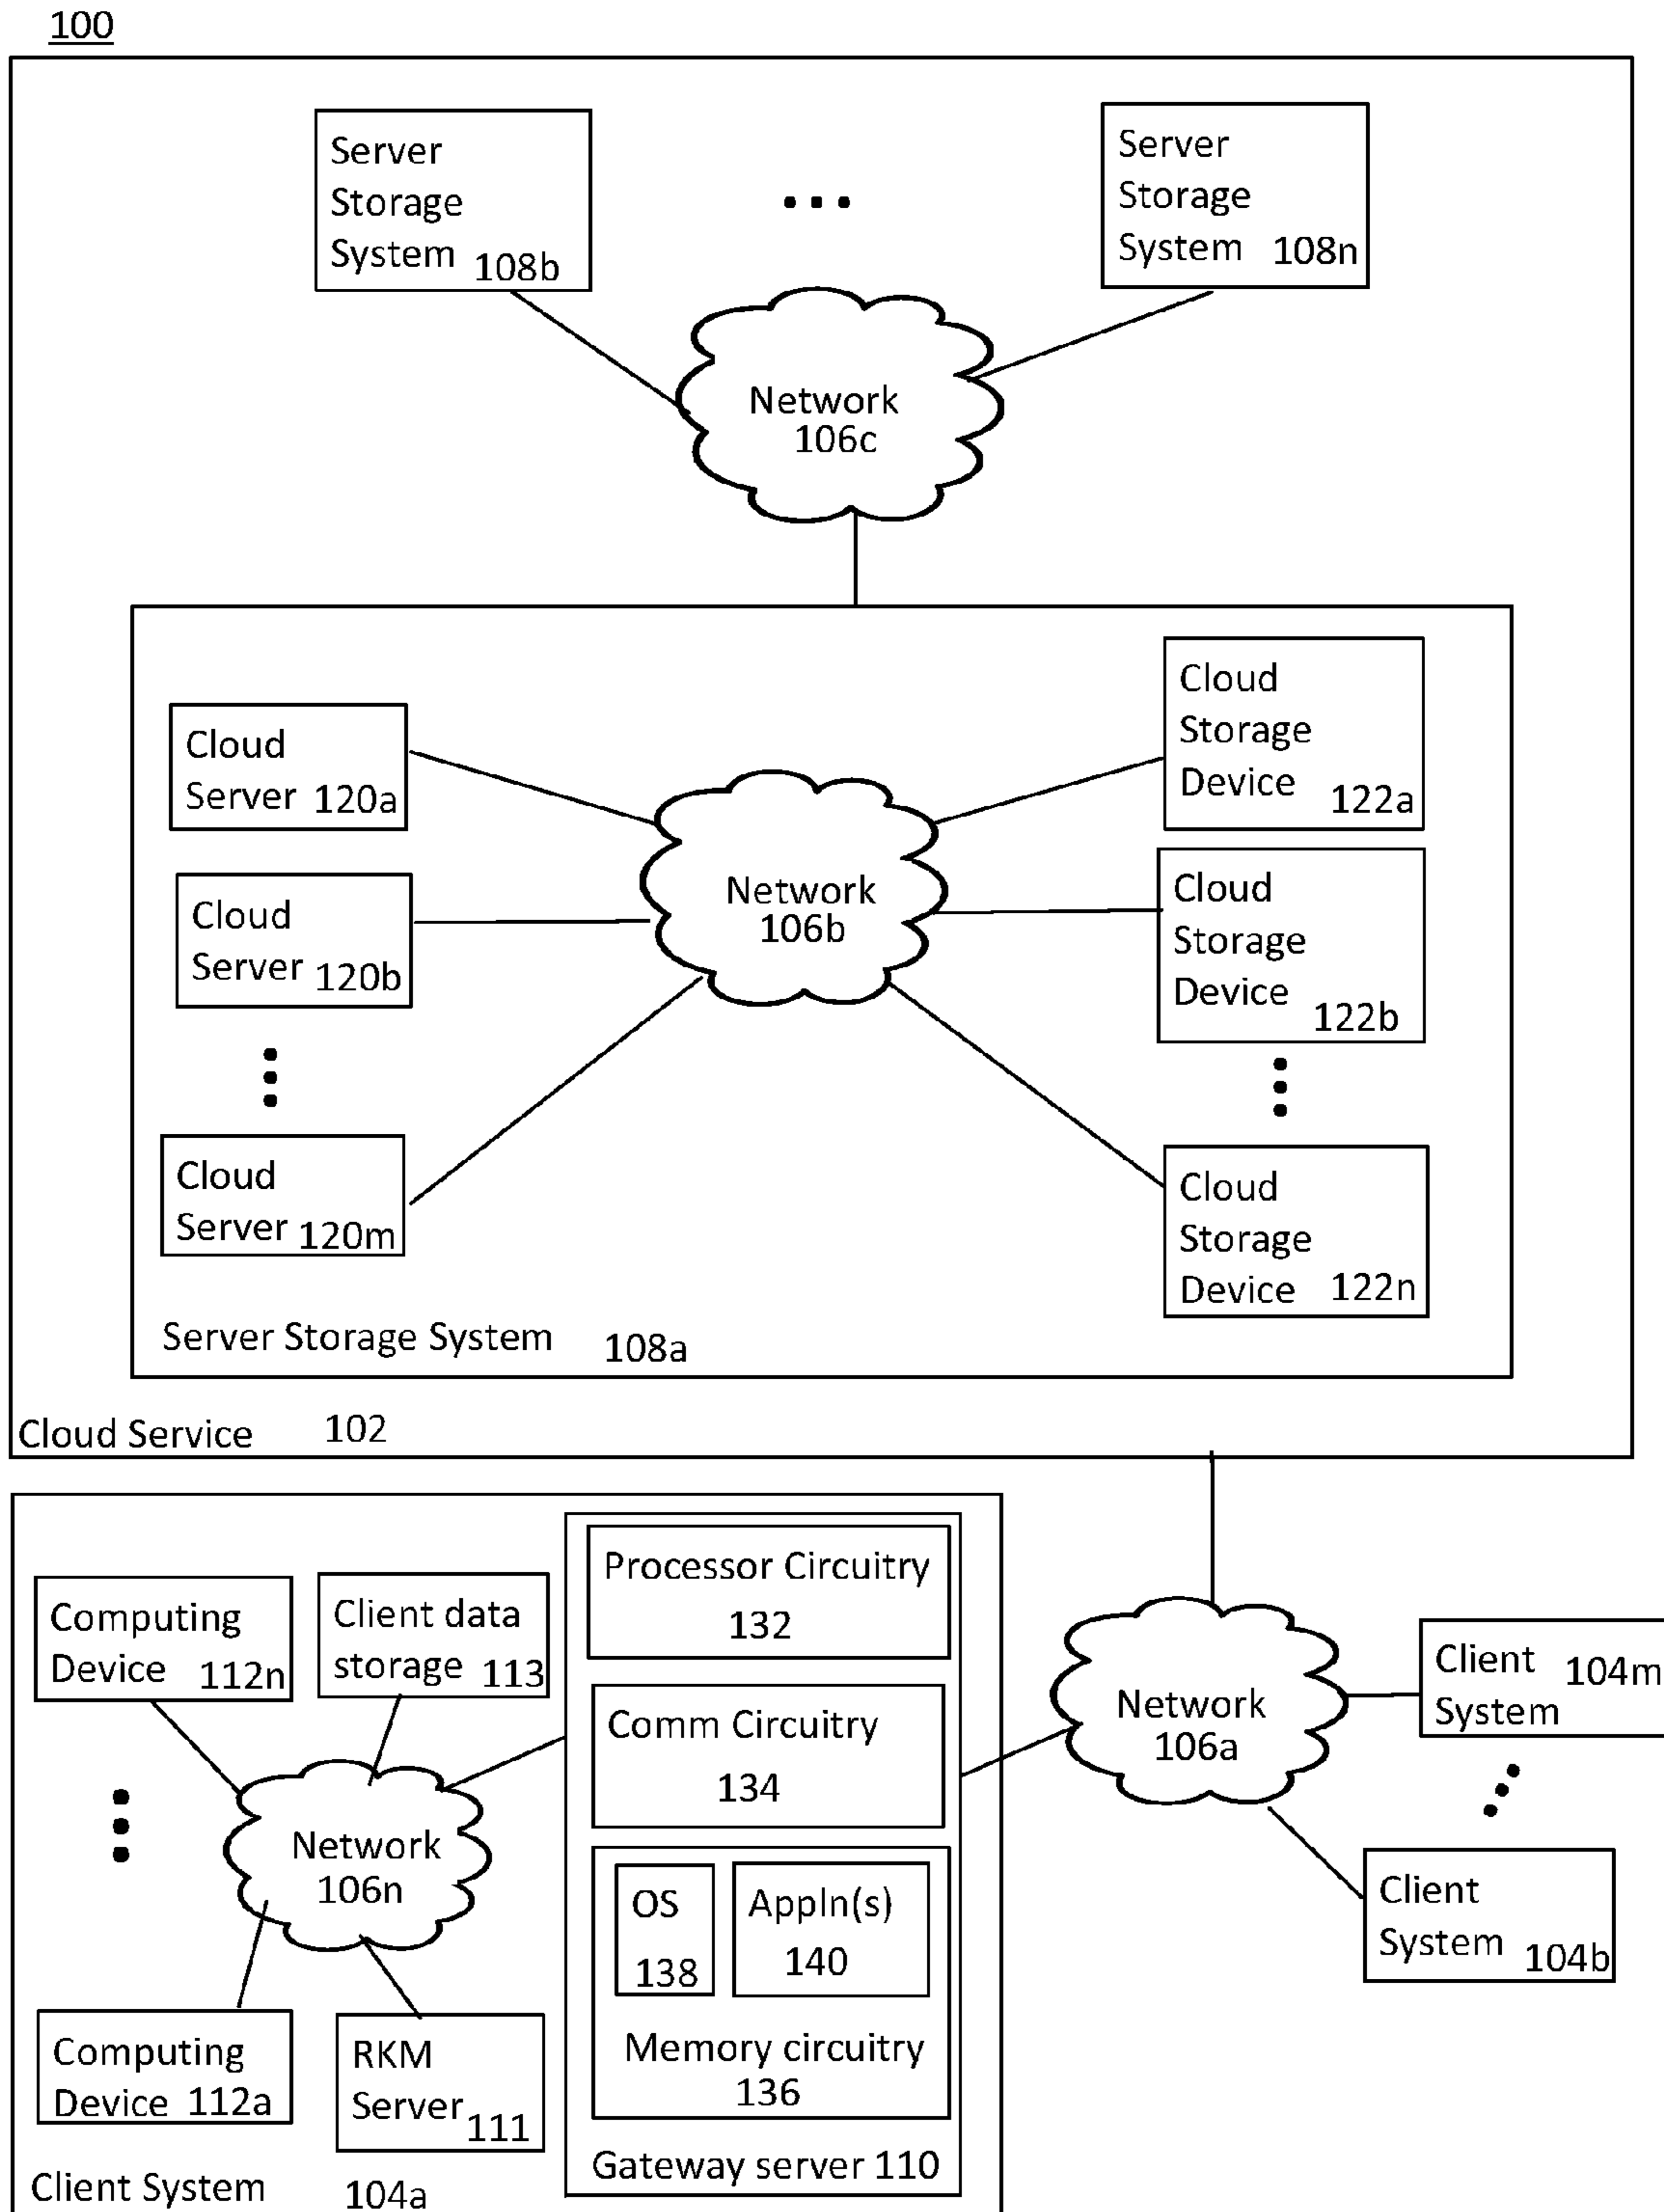 100
Server
Storage
System 108b
Server
Storage
System 108n
Network
106c
Cloud
Server 120a
Cloud
Server 120b
Cloud
Server 120m
Network
106b
Cloud
Storage
Device 122a
Cloud
Storage
Device
122b
Cloud
Storage
Device 122n
Server Storage System 108a
Cloud Service 102
Computing
Device 112n
Client data
storage 113
Network
106n
Computing
Device 112a
RKM
Server 111
Client System 104a
Processor Circuitry
132
Comm Circuitry
134
OS
138
Appln(s)
140
Memory circuitry
136
Gateway server 110
Network
106a
Client 104m
System
Client
System 104b